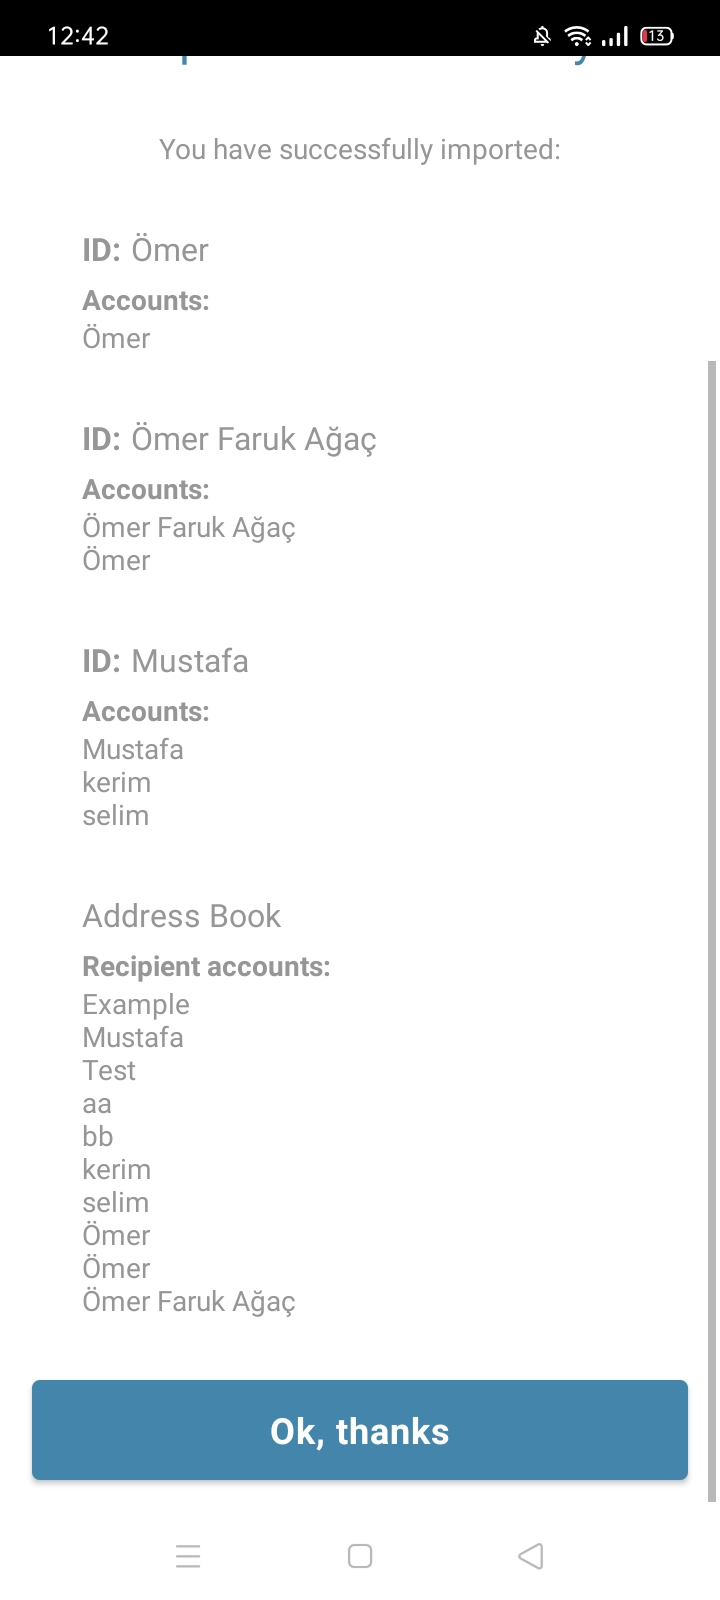 12:42
13
You have successfully imported:
ID: Ömer
Accounts:
Ömer
ID: Ömer Faruk Ağaç
Accounts:
Ömer Faruk Ağaç
Ömer
ID: Mustafa
Accounts:
Mustafa
kerim
selim
Address Book
Recipient accounts:
Example
Mustafa
Test
aa
bb
kerim
selim
Ömer
Ömer
Ömer Faruk Ağaç
Ok, thanks